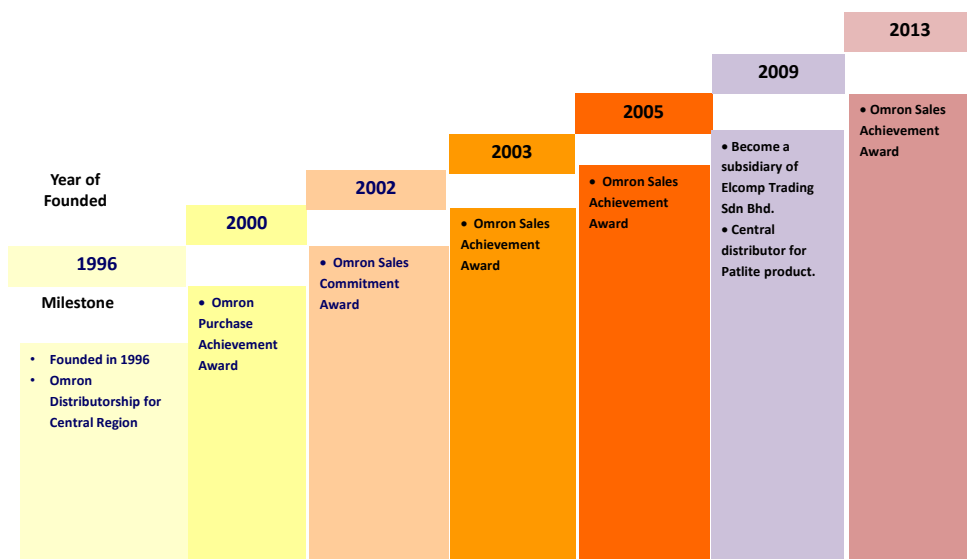 Year of
Founded
1996
Milestone
• Founded in 1996
• Omron
Distributorship for
Central Region
2000
• Omron
Purchase
Achievement
Award
2002
• Omron Sales
Commitment
Award
2003
• Omron Sales
Achievement
Award
2005
• Omron Sales
Achievement
Award
2009
• Become a
subsidiary of
Elcomp Trading
Sdn Bhd.
• Central
distributor for
Patlite product.
2013
• Omron Sales
Achievement
Award